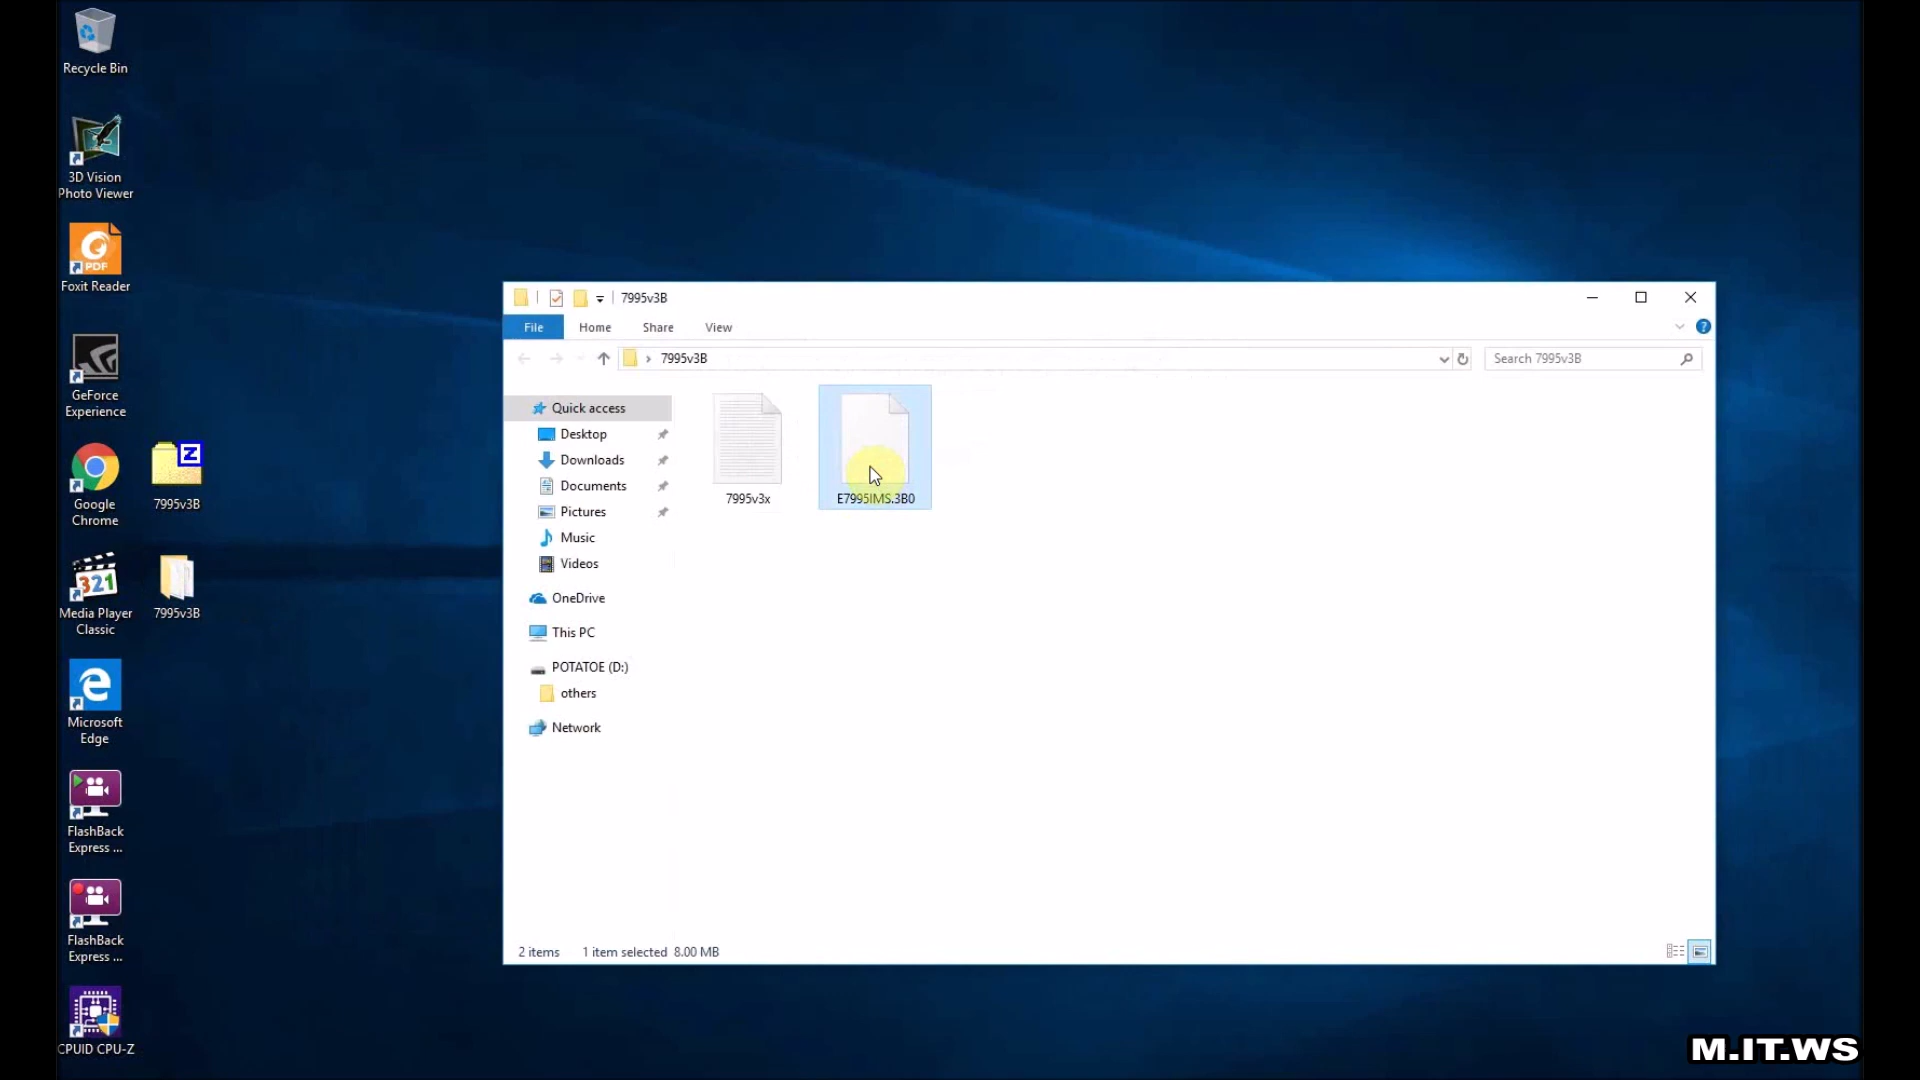 Recycle Bin
3D Vision
Photo Viewer
PDF
Foxit Reader
GeForce
Experience
Google
Chrome
Z
7995v3B
321
Media Player
Classic
7995v3B
Microsoft
Edge
FlashBack
Express ...
FlashBack
Express ...
CPUID CPU-Z
7995v3B
File Home Share View
?
7995v3B
Search 7995v3B
Quick access
Desktop
Downloads
Documents
Pictures
Music
Videos
OneDrive
This PC
POTATOE (D:)
others
Network
7995v3x
E7995IMS.3B0
2 items 1 item selected 8.00 MB
M.IT.WS